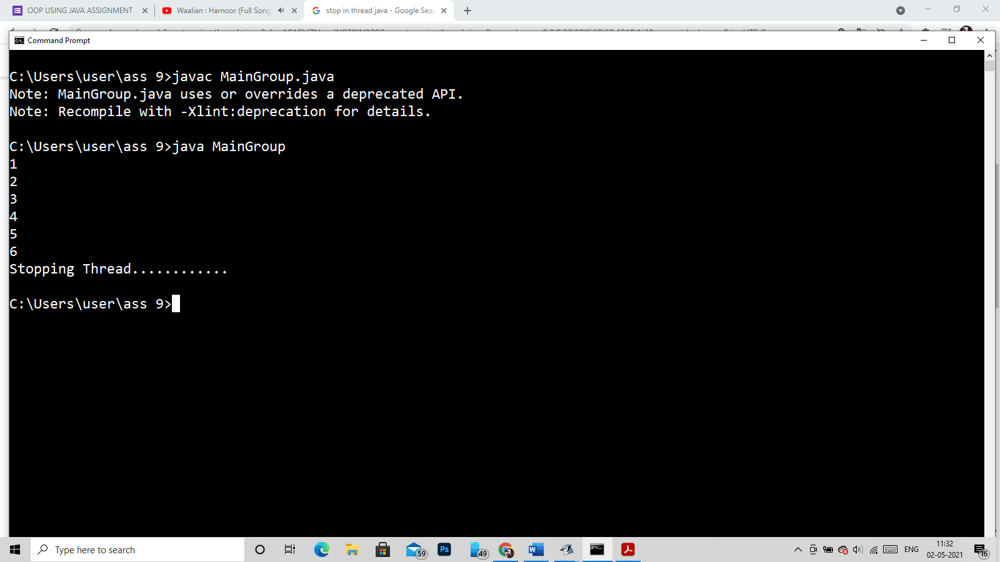 OOP USING JAVA ASSIGNMENT
Waalian : Harnoor (Full Song
stop in thread java - Google Sear
Command Prompt
C:\Users\user\ass 9>javac MainGroup.java
Note: MainGroup.java uses or overrides a deprecated API.
Note: Recompile with -Xlint:deprecation for details.
C:\Users\user\ass 9>java MainGroup
1
2
3
4
5
6
Stopping Thread............
C:\Users\user\ass 9>
Type here to search
59
Ps
49
W
ENG
11:32
02-05-2021
16